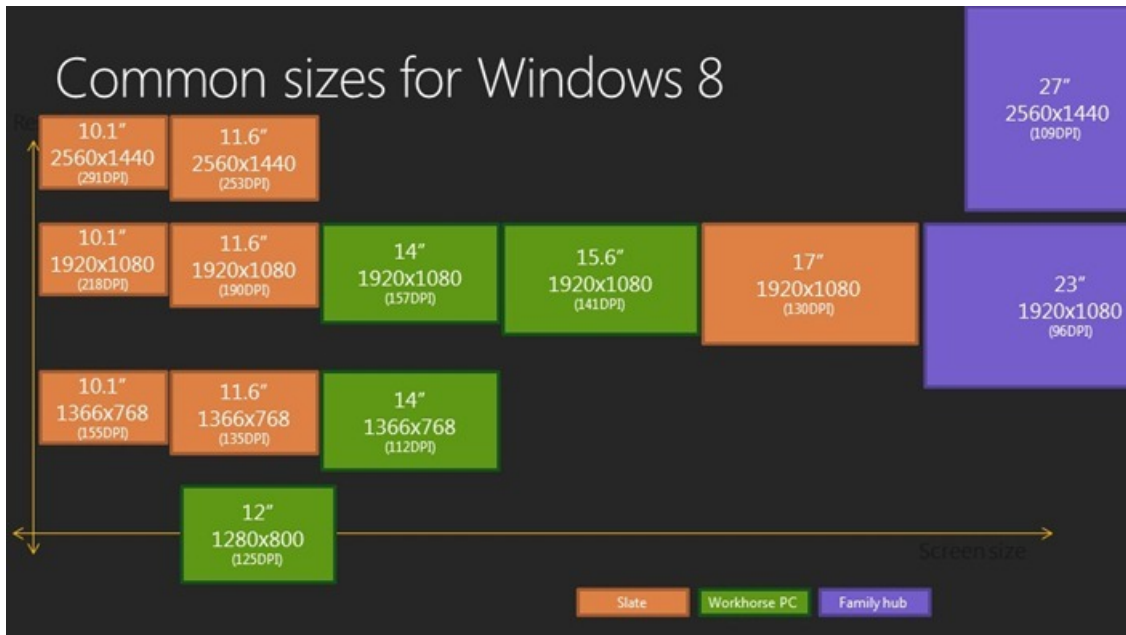 Common sizes for Windows 8
27"
2560x1440
(109DPI)
10.1"
2560x1440
(291DPI)
11.6"
2560x1440
(253DPI)
10.1"
1920x1080
(218DPI)
11.6"
1920x1080
(190DPI)
14"
1920x1080
(157DPI)
15.6"
1920x1080
(141DPI)
17"
1920x1080
(130DPI)
23"
1920x1080
(96DPI)
10.1"
1366x768
(155DPI)
11.6"
1366x768
(135DPI)
14"
1366x768
(112DPI)
12"
1280x800
(125DPI)
Screen size
Slate
Workhorse PC
Family hub